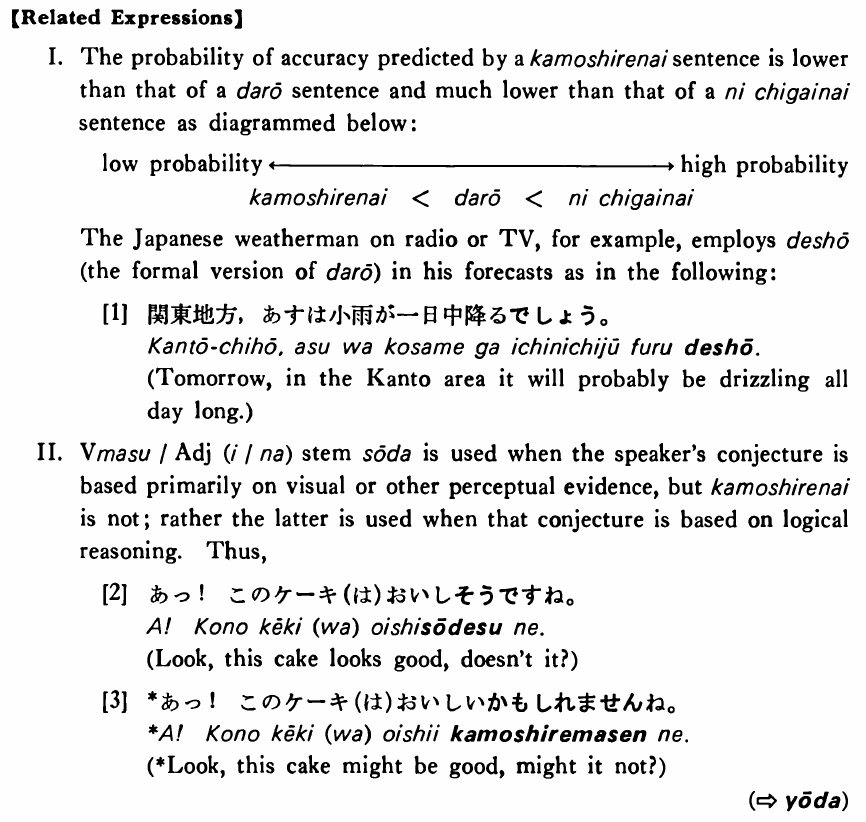 【Related Expressions】
I. The probability of accuracy predicted by a kamoshirenai sentence is lower
than that of a darō sentence and much lower than that of a ni chigainai
sentence as diagrammed below:
low probability ←→ high probability
kamoshirenai < darō < ni chigainai
The Japanese weatherman on radio or TV, for example, employs deshō
(the formal version of darō) in his forecasts as in the following:
[1] 関東地方，あすは小雨が一日中降るでしょう。
Kantō-chihō, asu wa kosame ga ichinichijū furu deshō.
(Tomorrow, in the Kanto area it will probably be drizzling all
day long.)
II. Vmasu / Adj (i / na) stem sōda is used when the speaker's conjecture is
based primarily on visual or other perceptual evidence, but kamoshirenai
is not; rather the latter is used when that conjecture is based on logical
reasoning. Thus,
[2] あっ！ このケーキ(は)おいしそうですね。
A! Kono kēki (wa) oishisōdesu ne.
(Look, this cake looks good, doesn't it?)
[3] *あっ！ このケーキ(は)おいしいかもしれませんね。
*A! Kono kēki (wa) oishii kamoshiremasen ne.
(*Look, this cake might be good, might it not?)
(⇨ yōda)